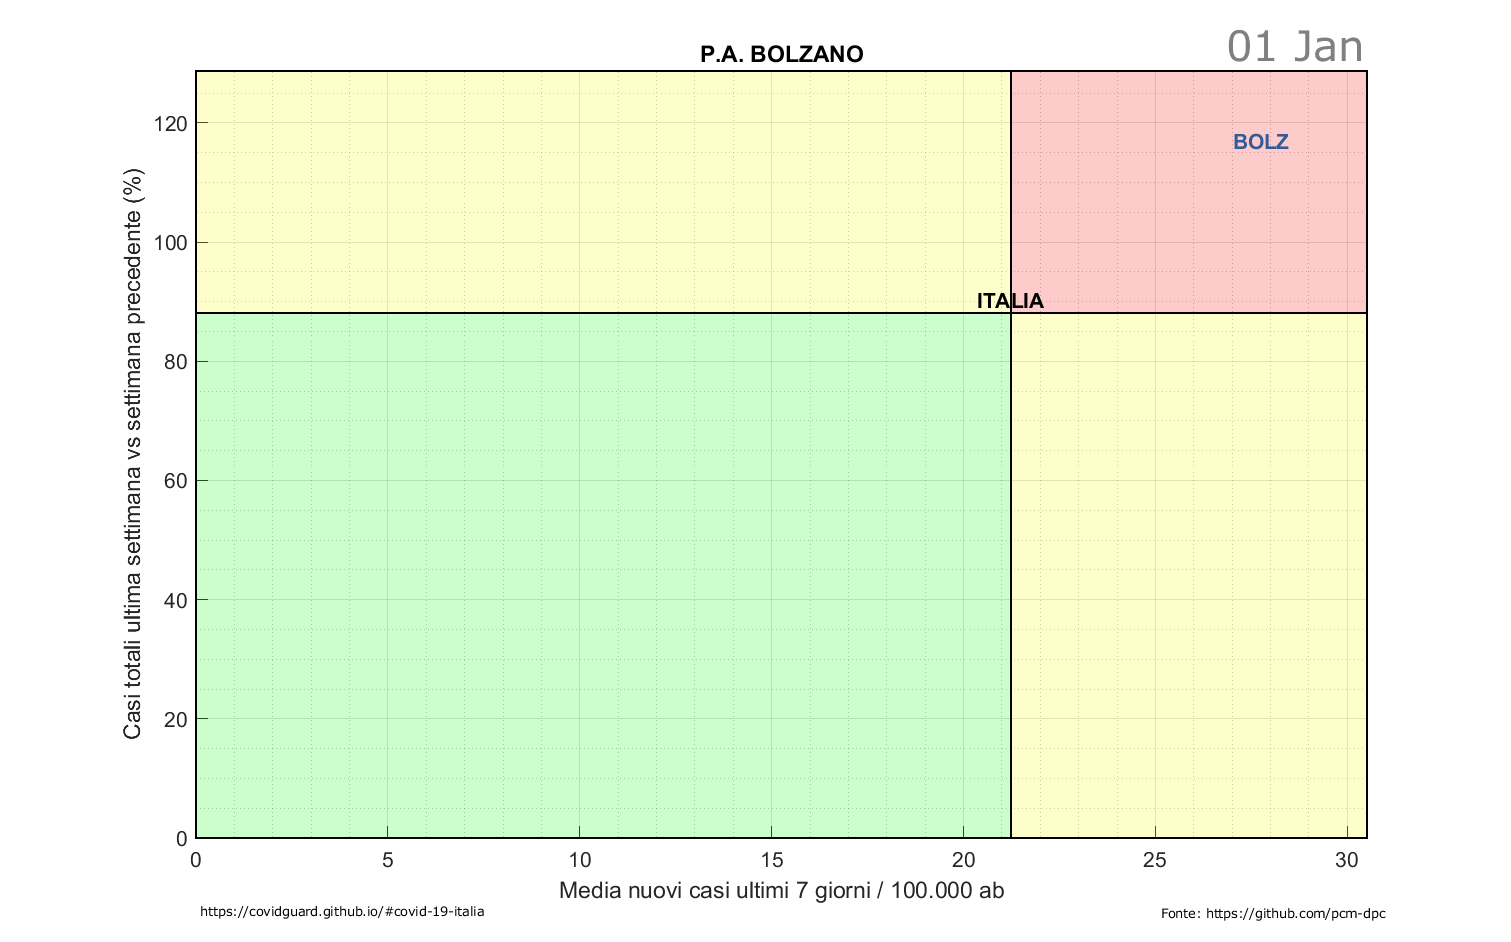 P.A. BOLZANO
01 Jan
120
100
80
60
40
20
0
Casi totali ultima settimana vs settimana precedente (%)
BOLZ
ITALIA
0 5 10 15 20 25 30
Media nuovi casi ultimi 7 giorni / 100.000 ab
https://covidguard.github.io/#covid-19-italia
Fonte: https://github.com/pcm-dpc